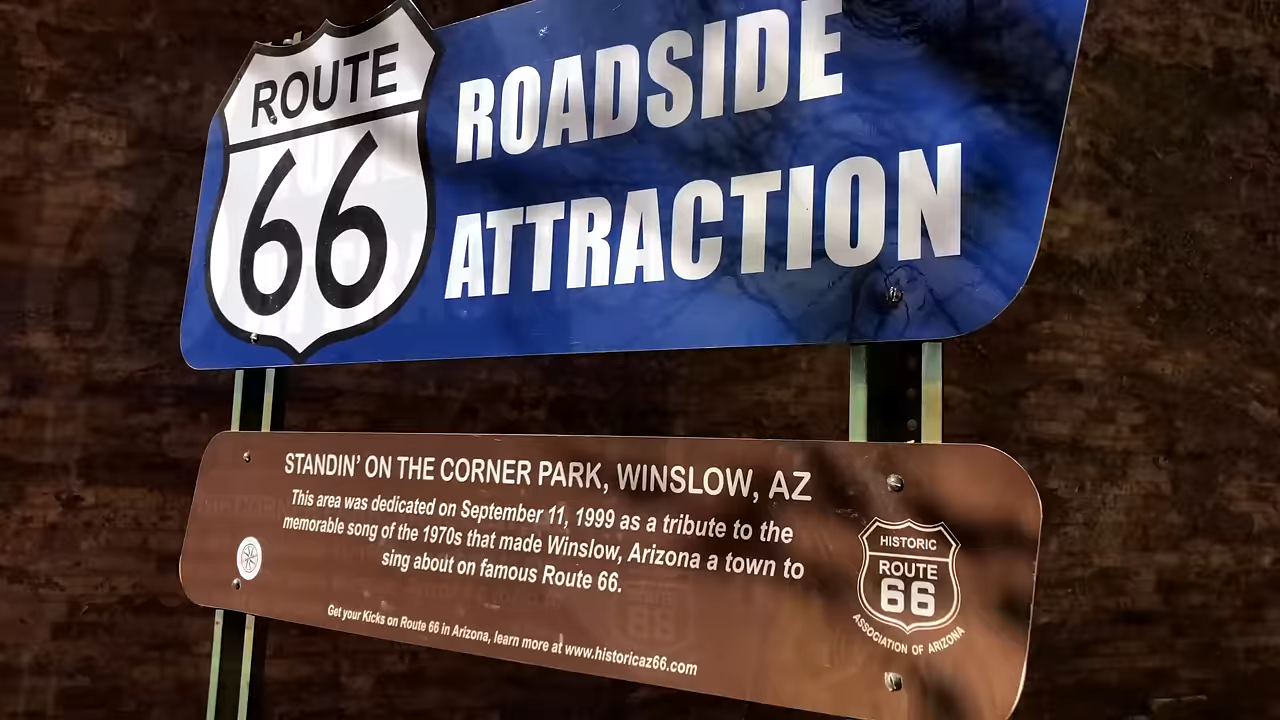 ROUTE
66
ROADSIDE
ATTRACTION
STANDIN' ON THE CORNER PARK, WINSLOW, AZ
This area was dedicated on September 11, 1999 as a tribute to the
memorable song of the 1970s that made Winslow, Arizona a town to
sing about on famous Route 66.
Get your Kicks on Route 66 in Arizona, learn more at www.historicaz66.com
HISTORIC
ROUTE
66
ASSOCIATION OF ARIZONA